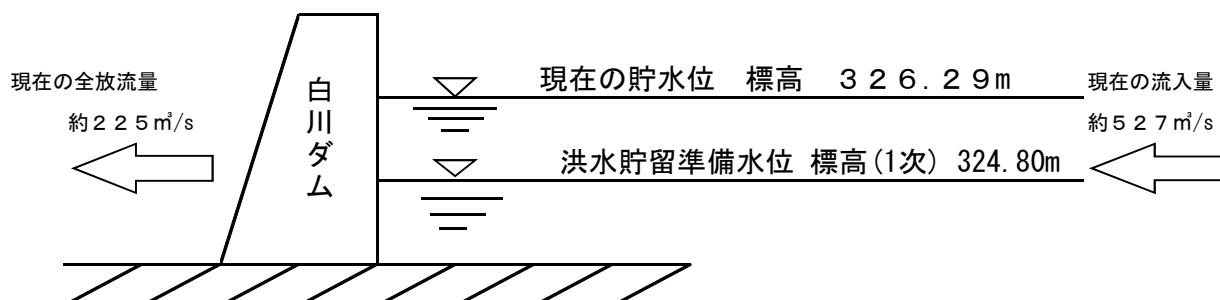 現在の全放流量
約２２５㎥/s
白川ダム
現在の貯水位　標高　３２６.２９ｍ
洪水貯留準備水位 標高(1次) 324.80m
現在の流入量
約５２７㎥/s